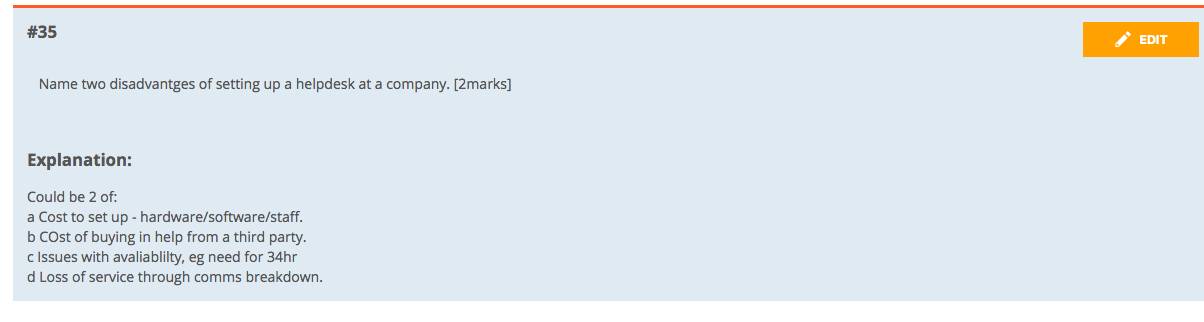 #35
EDIT
Name two disadvantges of setting up a helpdesk at a company. [2marks]
Explanation:
Could be 2 of:
a Cost to set up - hardware/software/staff.
b COst of buying in help from a third party.
c Issues with avaliablilty, eg need for 34hr
d Loss of service through comms breakdown.